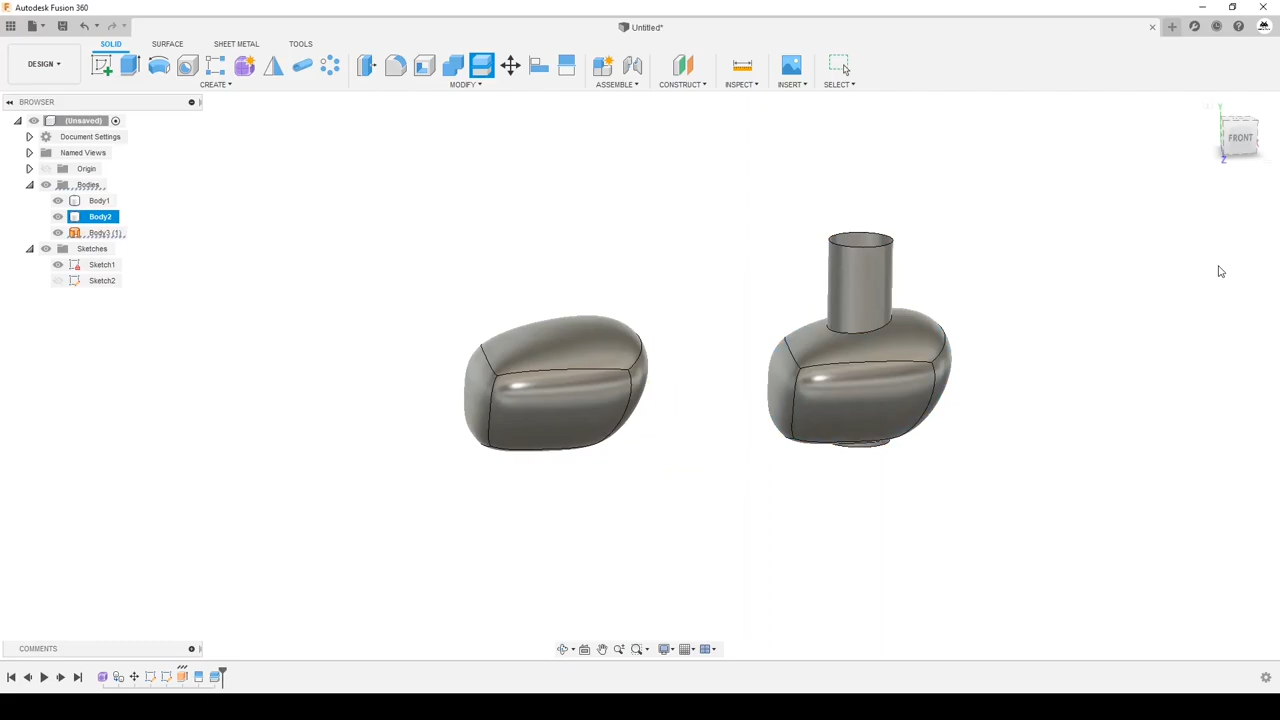 Autodesk Fusion 360
Untitled*
DESIGN
SOLID SURFACE SHEET METAL TOOLS
CREATE MODIFY ASSEMBLE CONSTRUCT INSPECT INSERT SELECT
BROWSER
(Unsaved)
Document Settings
Named Views
Origin
Bodies
Body1
Body2
Body3 (1)
Sketches
Sketch1
Sketch2
FRONT
Z
COMMENTS